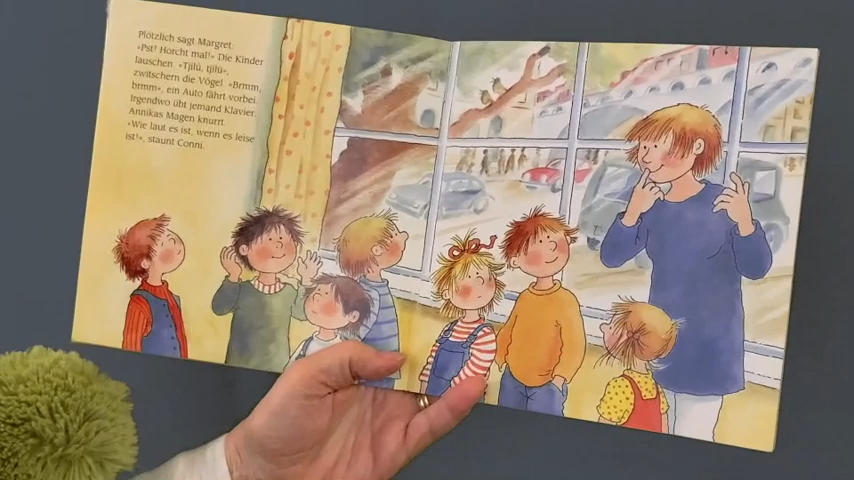 Plötzlich sagt Margret:
«Pst! Horcht mal!» Die Kinder
lauschen. «Tjilü, tjilü»,
zwitschern die Vögel. «Brmm,
brmm», ein Auto fährt vorbei.
Irgendwo übt jemand Klavier.
Annikas Magen knurrt.
«Wie laut es ist, wenn es leise
ist!», staunt Conni.